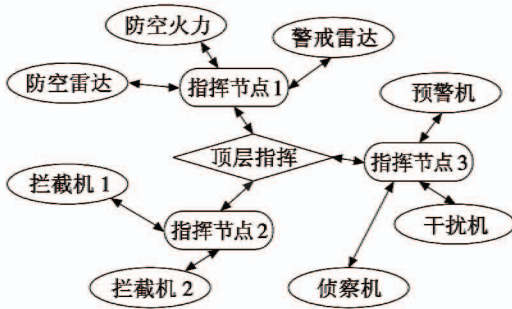 防空火力
警戒雷达
防空雷达
指挥节点1
预警机
顶层指挥
指挥节点3
拦截机1
指挥节点2
干扰机
拦截机2
侦察机